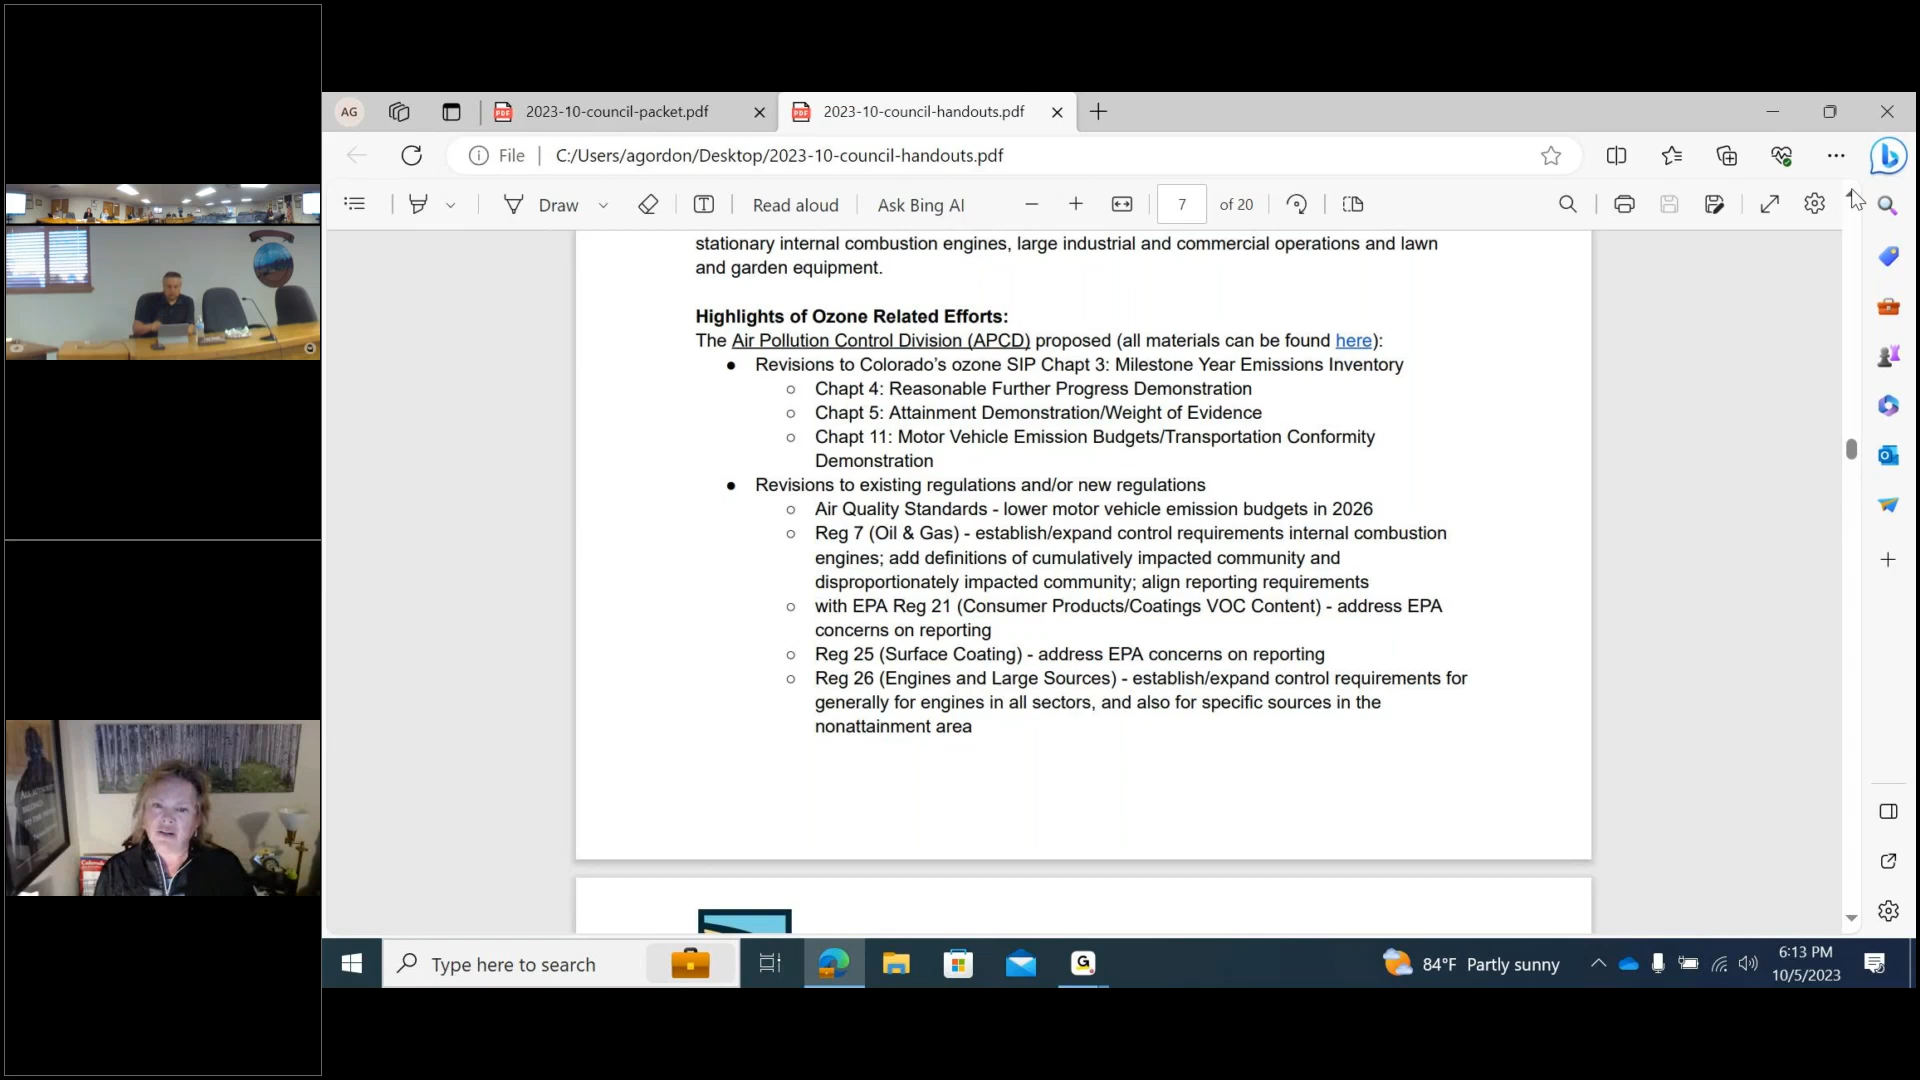 AG
2023-10-council-packet.pdf
2023-10-council-handouts.pdf
File
C:/Users/agordon/Desktop/2023-10-council-handouts.pdf
Draw
Read aloud
Ask Bing AI
7
of 20
stationary internal combustion engines, large industrial and commercial operations and lawn
and garden equipment.
Highlights of Ozone Related Efforts:
The Air Pollution Control Division (APCD) proposed (all materials can be found here):
● Revisions to Colorado’s ozone SIP Chapt 3: Milestone Year Emissions Inventory
○ Chapt 4: Reasonable Further Progress Demonstration
○ Chapt 5: Attainment Demonstration/Weight of Evidence
○ Chapt 11: Motor Vehicle Emission Budgets/Transportation Conformity
Demonstration
● Revisions to existing regulations and/or new regulations
○ Air Quality Standards - lower motor vehicle emission budgets in 2026
○ Reg 7 (Oil & Gas) - establish/expand control requirements internal combustion
engines; add definitions of cumulatively impacted community and
disproportionately impacted community; align reporting requirements
○ with EPA Reg 21 (Consumer Products/Coatings VOC Content) - address EPA
concerns on reporting
○ Reg 25 (Surface Coating) - address EPA concerns on reporting
○ Reg 26 (Engines and Large Sources) - establish/expand control requirements for
generally for engines in all sectors, and also for specific sources in the
nonattainment area
Type here to search
84°F Partly sunny
6:13 PM
10/5/2023